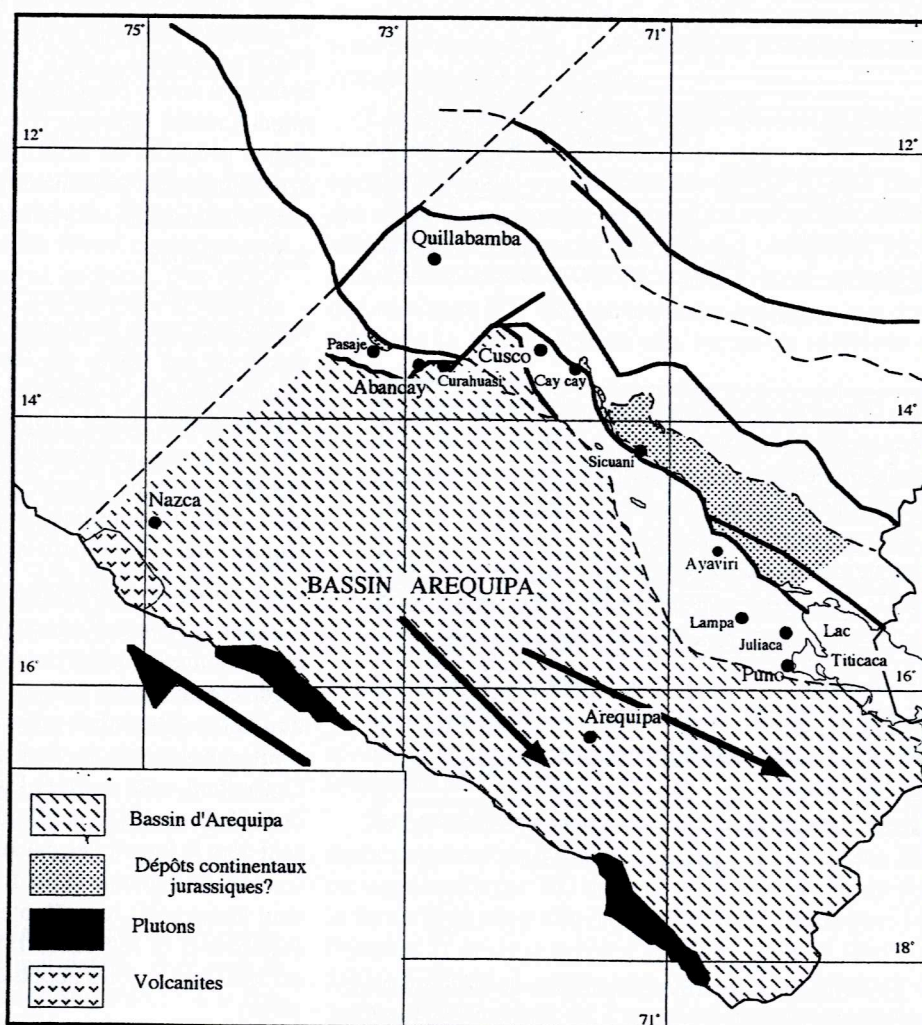 75°
73°
71°
12°
12°
Quillabamba
Pasaje
Cusco
Abancay
Curahuasi
Cay cay
14°
14°
Sicuani
Nazca
Ayaviri
BASSIN AREQUIPA
Lampa
Lac
Juliaca
Titicaca
Puno
16°
16°
Arequipa
Bassin d'Arequipa
Dépôts continentaux
jurassiques?
Plutons
Volcanites
18°
71°